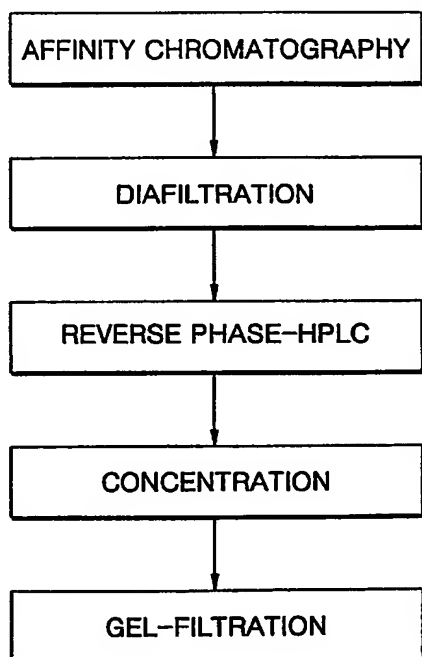 AFFINITY CHROMATOGRAPHY
DIAFILTRATION
REVERSE PHASE-HPLC
CONCENTRATION
GEL-FILTRATION